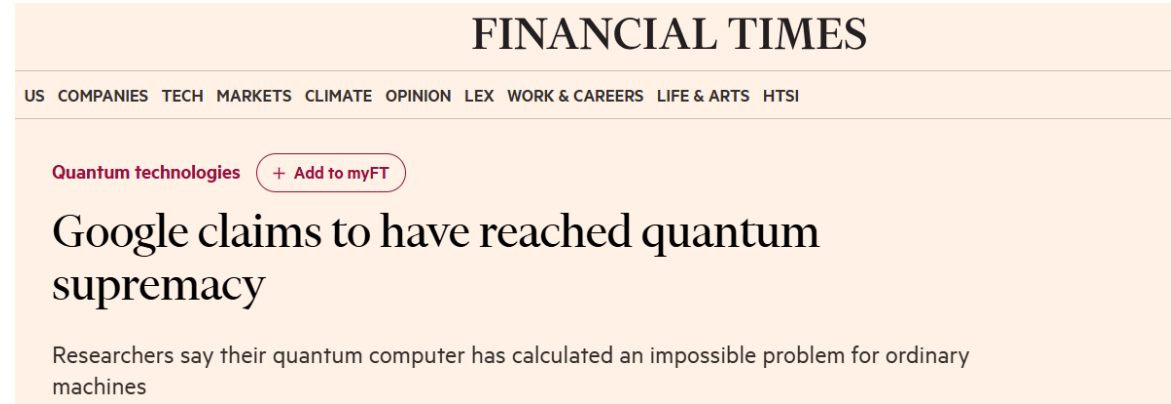 FINANCIAL TIMES
US COMPANIES TECH MARKETS CLIMATE OPINION LEX WORK & CAREERS LIFE & ARTS HTSI
Quantum technologies + Add to myFT
Google claims to have reached quantum
supremacy
Researchers say their quantum computer has calculated an impossible problem for ordinary
machines